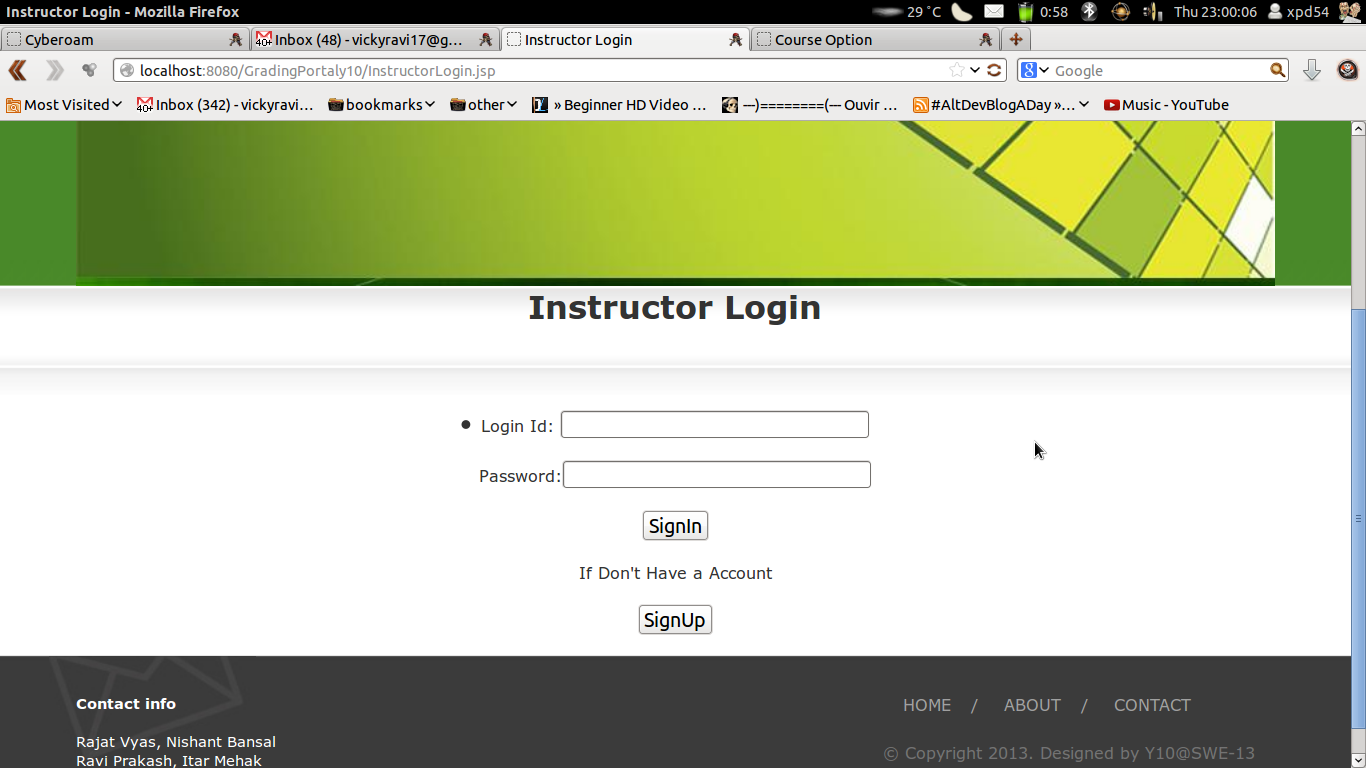 Instructor Login - Mozilla Firefox 29 °C 0:58 Thu 23:00:06 xpd54
Cyberoam Inbox (48) - vickyravi17@g... Instructor Login Course Option
localhost:8080/GradingPortaly10/InstructorLogin.jsp Google
Most Visited Inbox (342) - vickyravi... bookmarks other » Beginner HD Video ... ---)========(--- Ouvir ... #AltDevBlogADay »... Music - YouTube
Instructor Login
Login Id:
Password:
SignIn
If Don't Have a Account
SignUp
Contact info HOME / ABOUT / CONTACT
Rajat Vyas, Nishant Bansal © Copyright 2013. Designed by Y10@SWE-13
Ravi Prakash, Itar Mehak